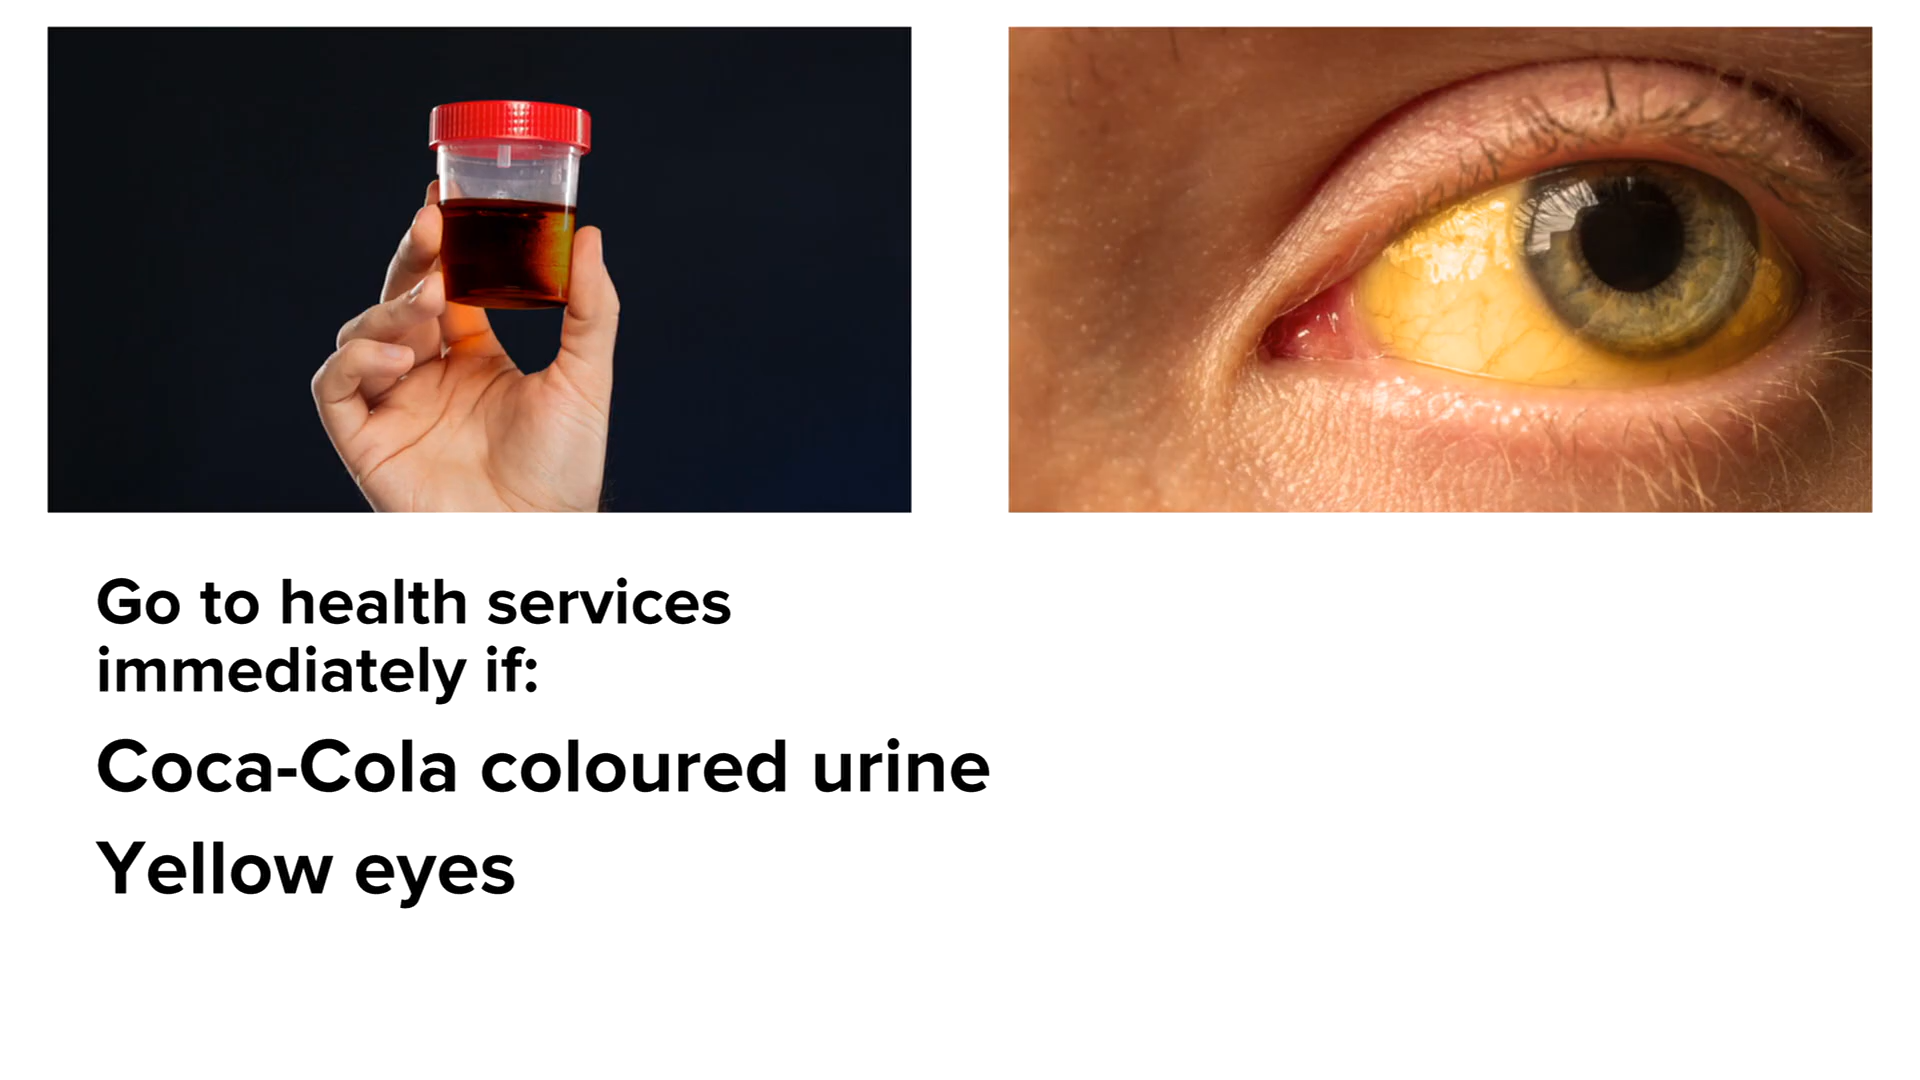 Go to health services
immediately if:
Coca-Cola coloured urine
Yellow eyes